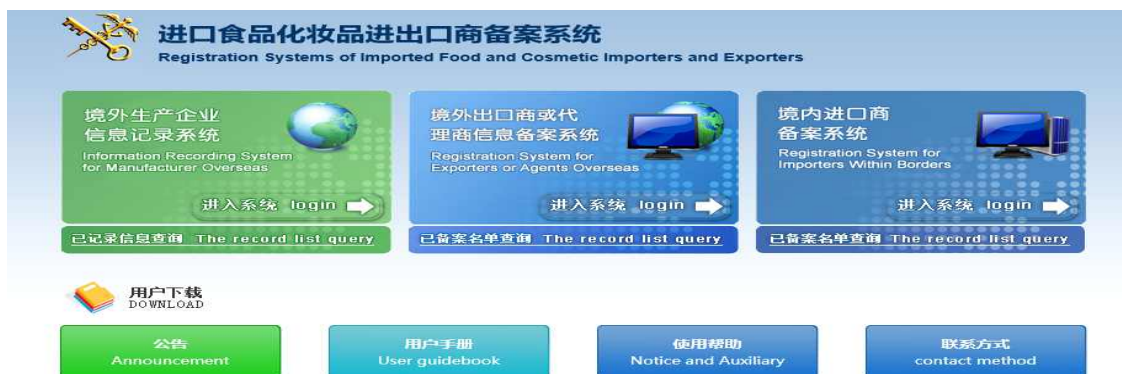 进口食品化妆品进出口商备案系统
Registration Systems of Imported Food and Cosmetic Importers and Exporters
境外生产企业
信息记录系统
Information Recording System
for Manufacturer Overseas
进入系统 login
已记录信息查询 The record list query
境外出口商或代
理商信息备案系统
Registration System for
Exporters or Agents Overseas
进入系统 login
已备案名单查询 The record list query
境内进口商
备案系统
Registration System for
Importers Within Borders
进入系统 login
已备案名单查询 The record list query
用户下载
DOWNLOAD
公告
Announcement
用户手册
User guidebook
使用帮助
Notice and Auxiliary
联系方式
contact method